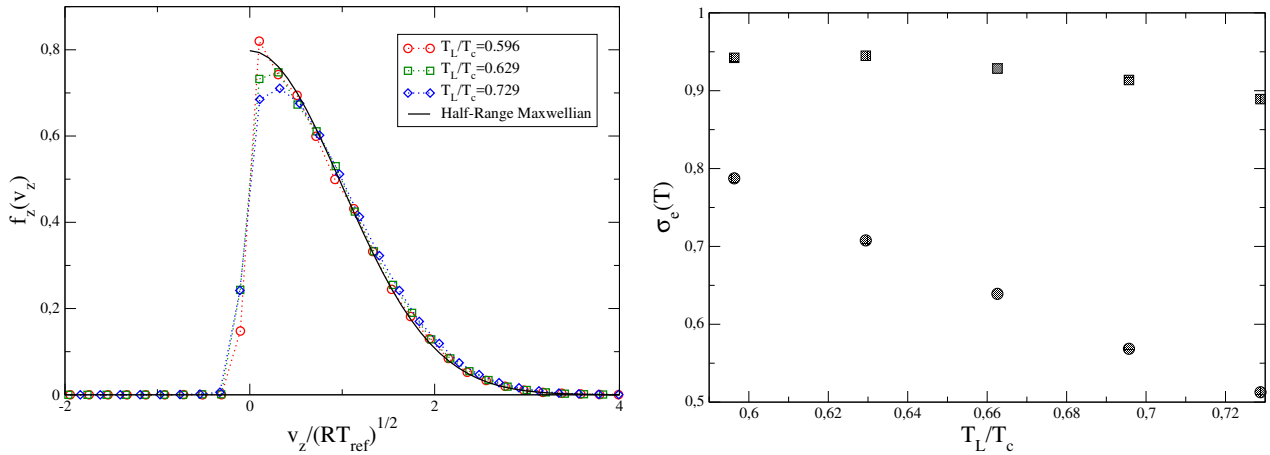 0,8
0,6
0,4
0,2
0
-2
0
2
4
f_z(v_z)
v_z/(RT_ref)^1/2
T_L/T_c=0.596
T_L/T_c=0.629
T_L/T_c=0.729
Half-Range Maxwellian
1
0,9
0,8
0,7
0,6
0,5
0,6
0,62
0,64
0,66
0,68
0,7
0,72
σ_e(T)
T_L/T_c